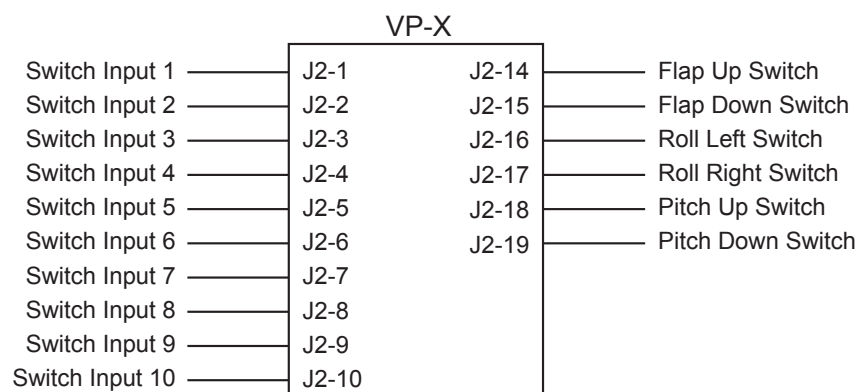 VP-X
Switch Input 1 J2-1 J2-14 Flap Up Switch
Switch Input 2 J2-2 J2-15 Flap Down Switch
Switch Input 3 J2-3 J2-16 Roll Left Switch
Switch Input 4 J2-4 J2-17 Roll Right Switch
Switch Input 5 J2-5 J2-18 Pitch Up Switch
Switch Input 6 J2-6 J2-19 Pitch Down Switch
Switch Input 7 J2-7
Switch Input 8 J2-8
Switch Input 9 J2-9
Switch Input 10 J2-10